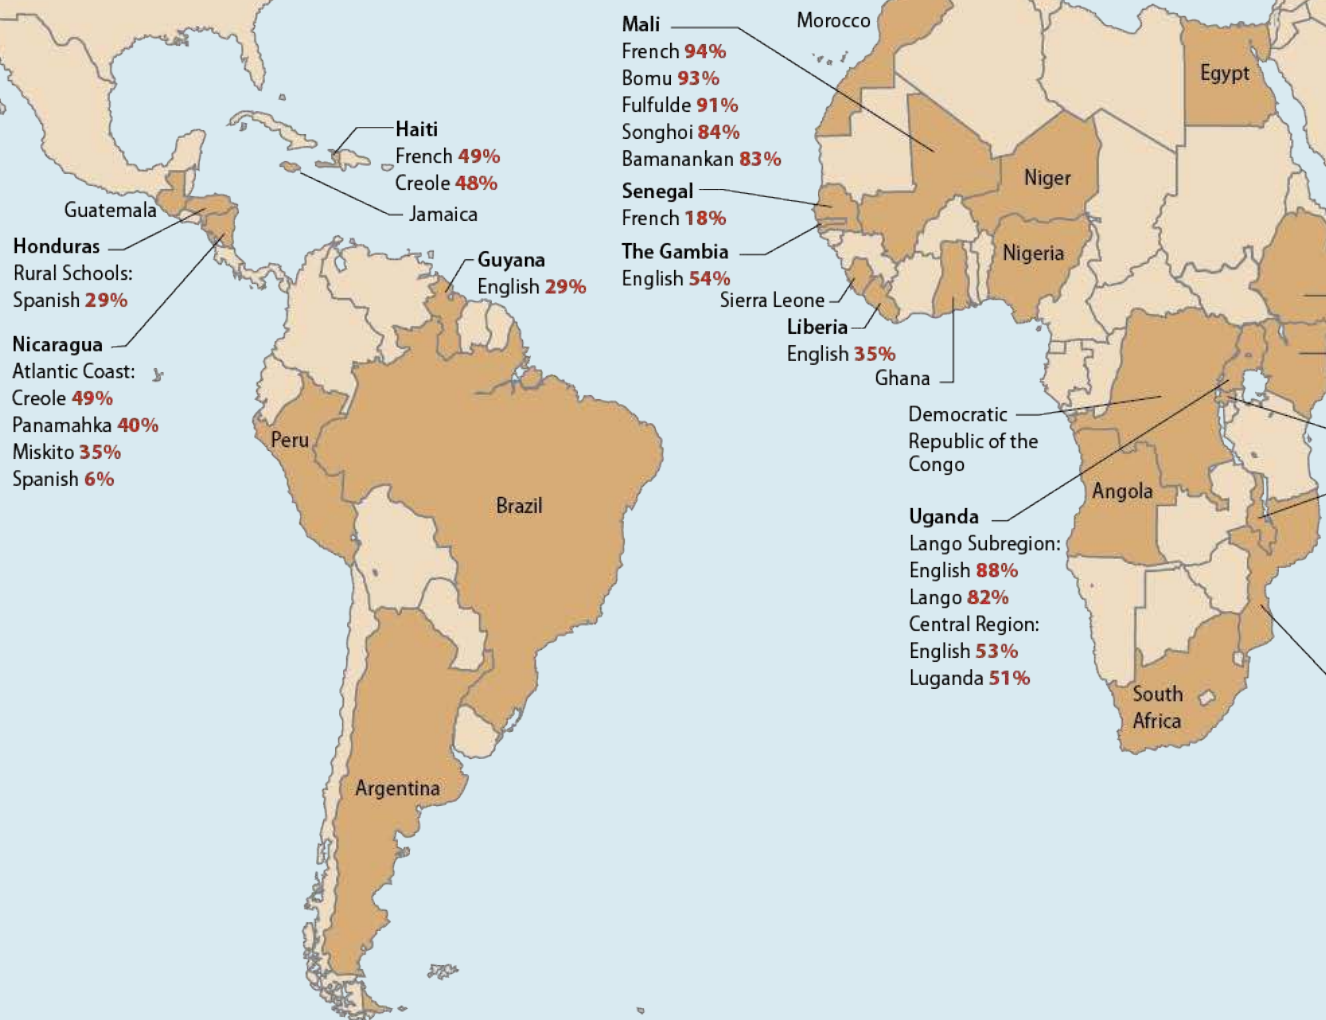 Mali
French 94%
Bomu 93%
Fulfulde 91%
Songhoi 84%
Bamanankan 83%
Morocco
Egypt
Haiti
French 49%
Creole 48%
Jamaica
Guatemala
Honduras
Rural Schools:
Spanish 29%
Nicaragua
Atlantic Coast:
Creole 49%
Panamahka 40%
Miskito 35%
Spanish 6%
Guyana
English 29%
Senegal
French 18%
The Gambia
English 54%
Niger
Nigeria
Sierra Leone
Liberia
English 35%
Ghana
Democratic
Republic of the
Congo
Peru
Brazil
Angola
Uganda
Lango Subregion:
English 88%
Lango 82%
Central Region:
English 53%
Luganda 51%
South
Africa
Argentina